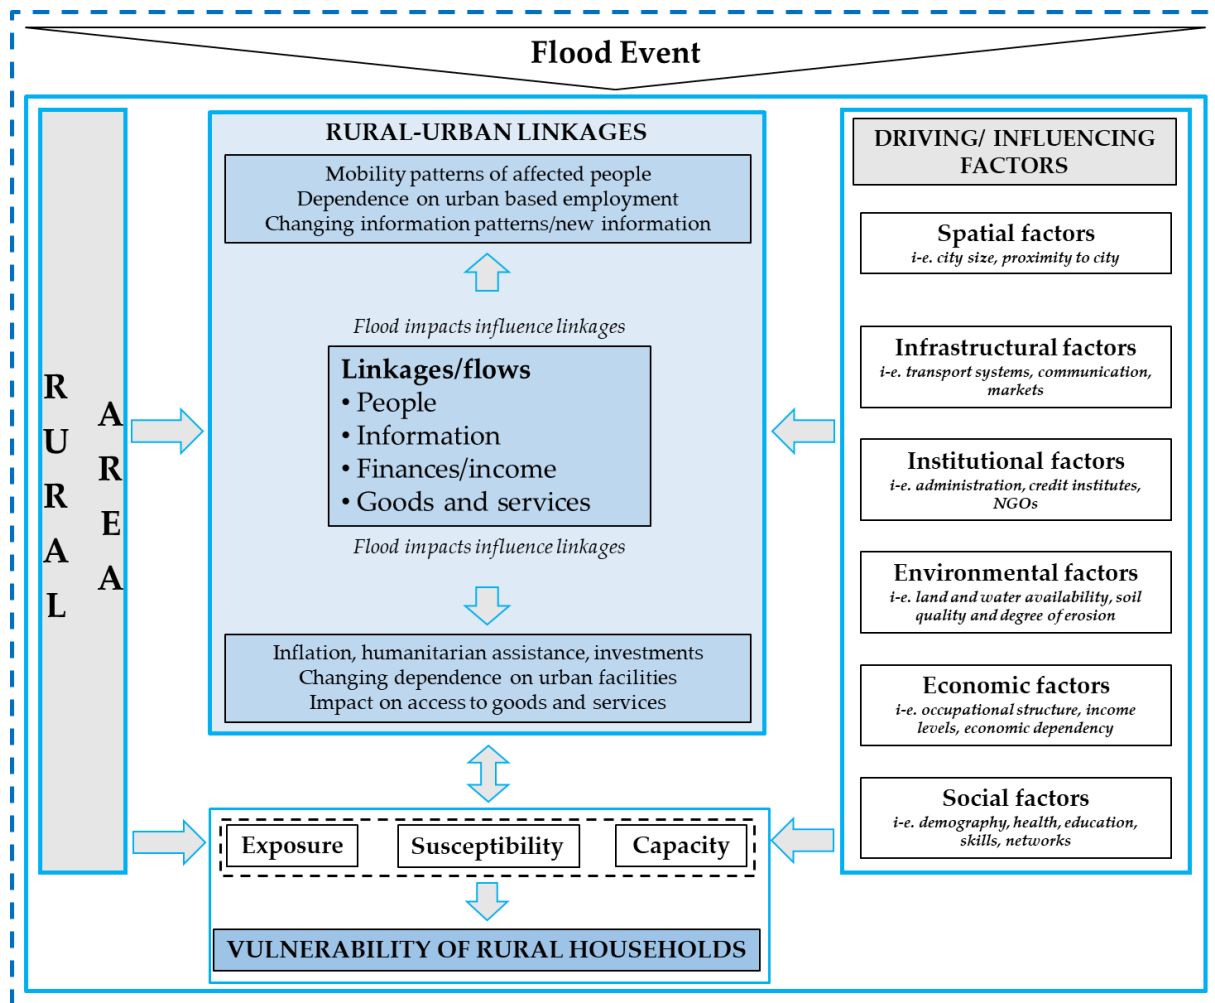 Flood Event
RURAL
AREA
RURAL-URBAN LINKAGES
Mobility patterns of affected people
Dependence on urban based employment
Changing information patterns/new information
Flood impacts influence linkages
Linkages/flows
• People
• Information
• Finances/income
• Goods and services
Flood impacts influence linkages
Inflation, humanitarian assistance, investments
Changing dependence on urban facilities
Impact on access to goods and services
Exposure
Susceptibility
Capacity
VULNERABILITY OF RURAL HOUSEHOLDS
DRIVING/ INFLUENCING
FACTORS
Spatial factors
i-e. city size, proximity to city
Infrastructural factors
i-e. transport systems, communication,
markets
Institutional factors
i-e. administration, credit institutes,
NGOs
Environmental factors
i-e. land and water availability, soil
quality and degree of erosion
Economic factors
i-e. occupational structure, income
levels, economic dependency
Social factors
i-e. demography, health, education,
skills, networks